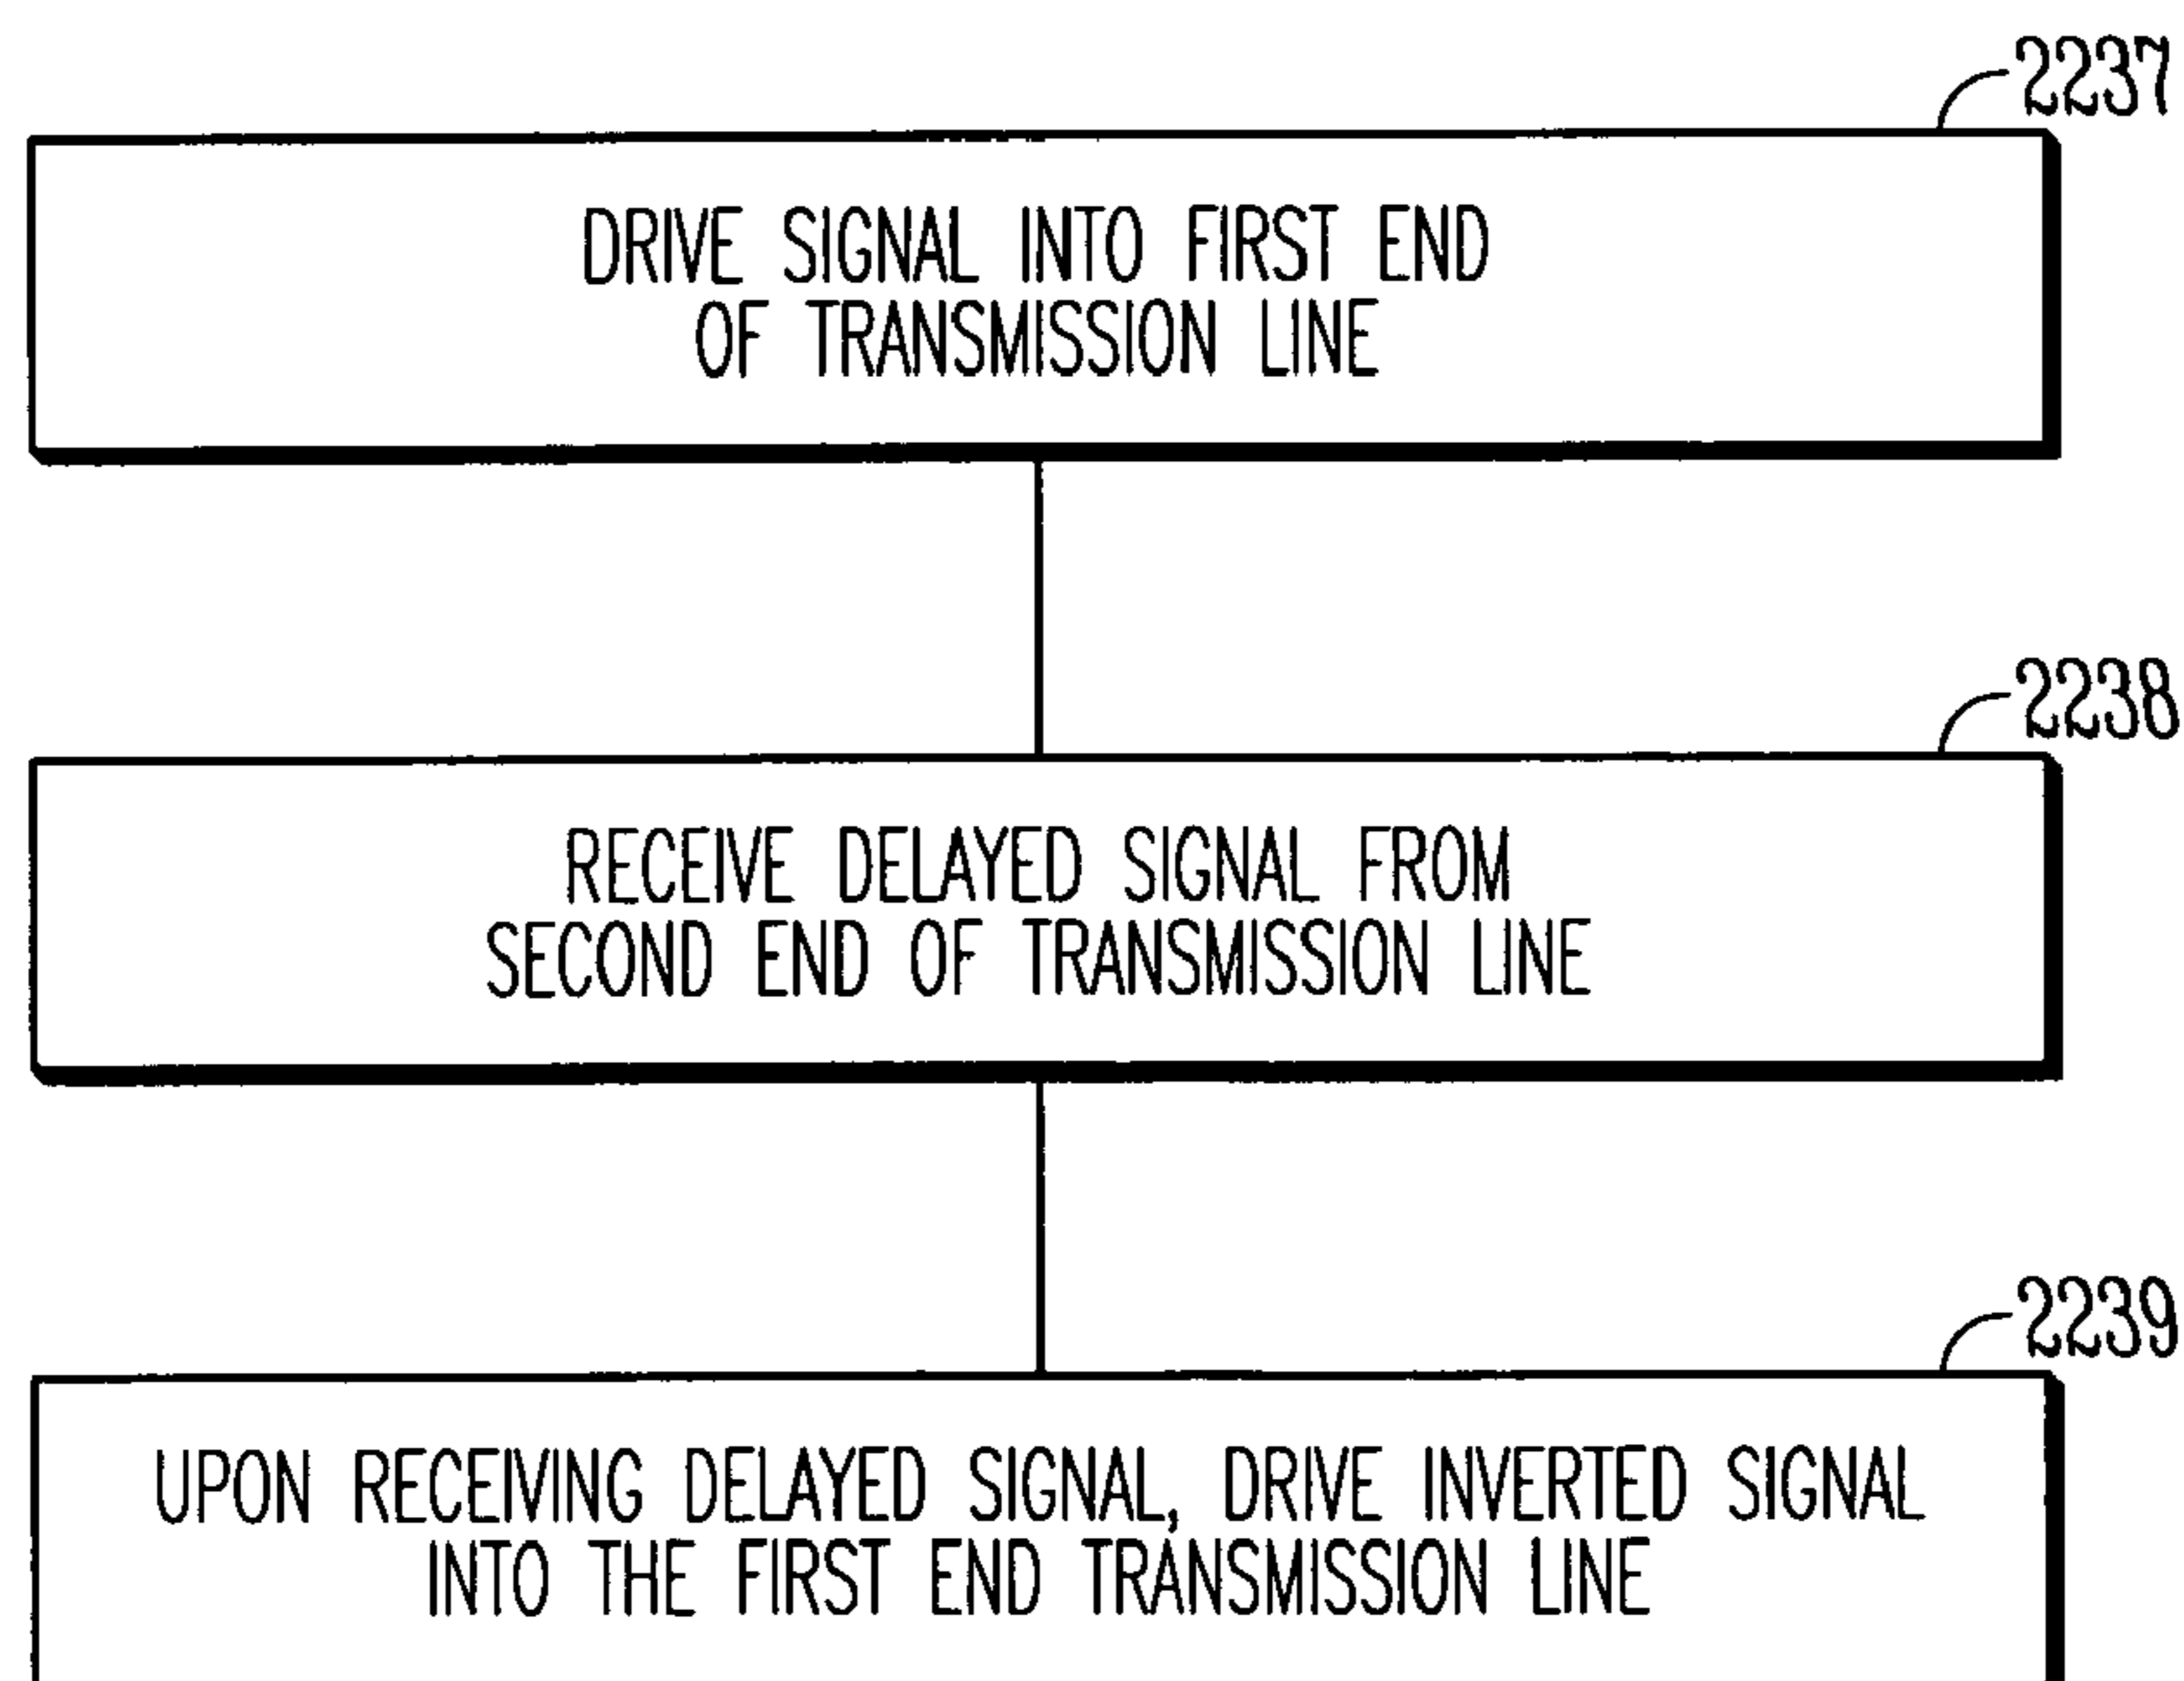 2237
DRIVE SIGNAL INTO FIRST END
OF TRANSMISSION LINE
2238
RECEIVE DELAYED SIGNAL FROM
SECOND END OF TRANSMISSION LINE
2239
UPON RECEIVING DELAYED SIGNAL, DRIVE INVERTED SIGNAL
INTO THE FIRST END TRANSMISSION LINE